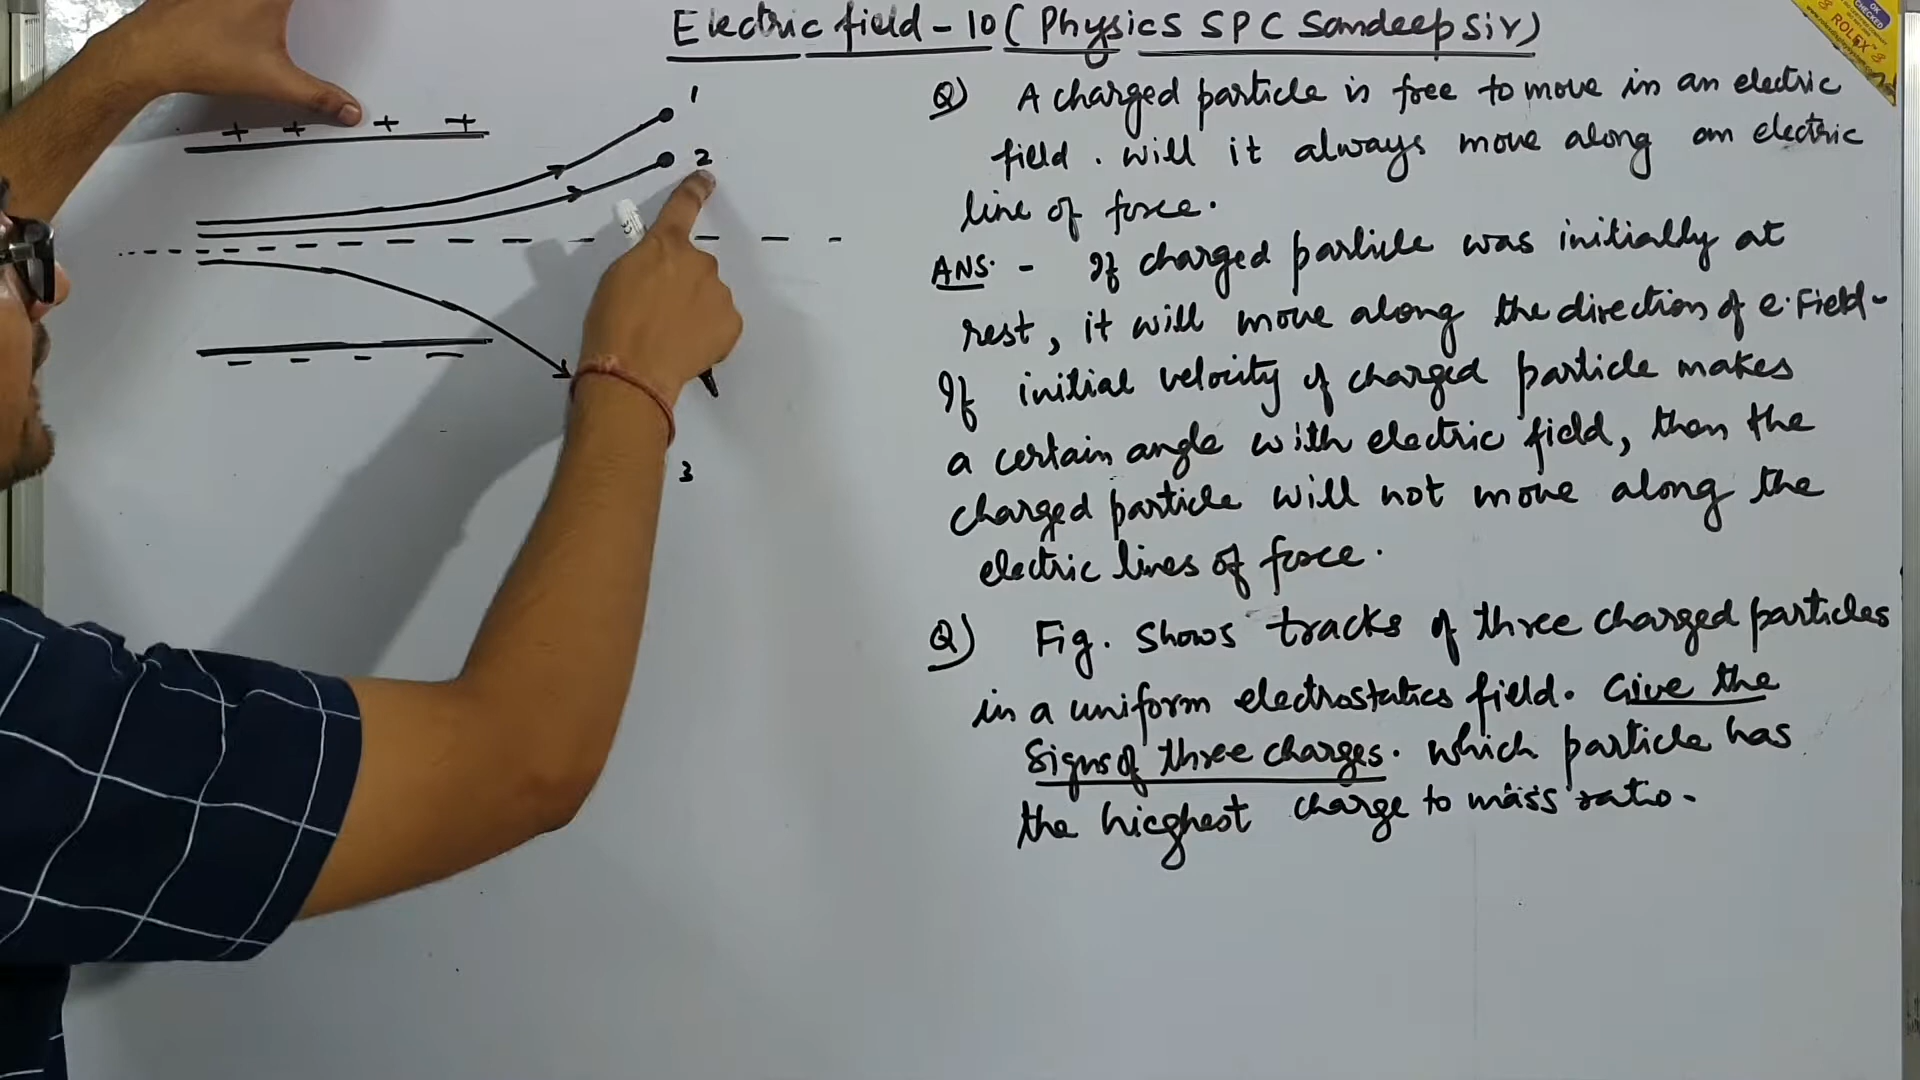 Electric field - 10 ( Physics SPC Sandeep Sir )
+ + + +
1
2
- - - -
3
Q) A charged particle is free to move in an electric
field. will it always move along an electric
line of force.
ANS. - If charged particle was initially at
rest, it will move along the direction of e. Field-
If initial velocity of charged particle makes
a certain angle with electric field, then the
charged particle will not move along the
electric lines of force.
Q) Fig. Shows tracks of three charged particles
in a uniform electrostatics field. Give the
Signs of three charges. which particle has
the hicghest charge to mass ratio-
OK
CHECKED
ROLEX